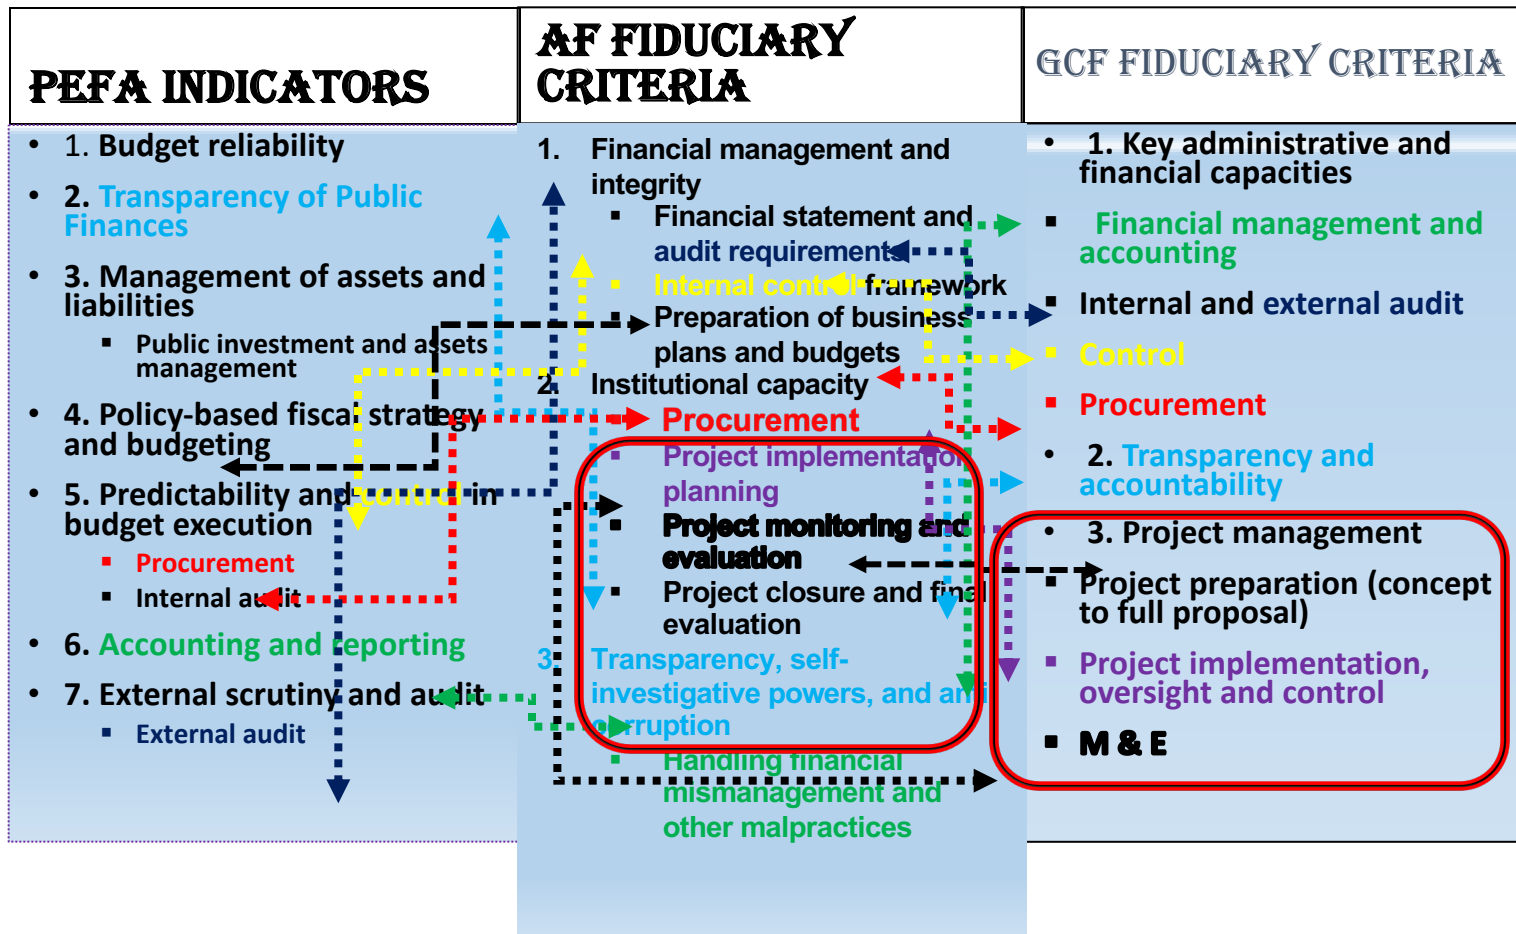 PEFA INDICATORS
• 1. Budget reliability
• 2. Transparency of Public
Finances
• 3. Management of assets and
liabilities
▪ Public investment and assets
management
• 4. Policy-based fiscal strategy
and budgeting
• 5. Predictability and control in
budget execution
▪ Procurement
▪ Internal audit
• 6. Accounting and reporting
• 7. External scrutiny and audit
▪ External audit
AF FIDUCIARY
CRITERIA
1. Financial management and
integrity
▪ Financial statement and
audit requirements
▪ Internal control framework
▪ Preparation of business
plans and budgets
2. Institutional capacity
▪ Procurement
▪ Project implementation
planning
▪ Project monitoring and
evaluation
▪ Project closure and final
evaluation
3. Transparency, self-
investigative powers, and anti
corruption
▪ Handling financial
mismanagement and
other malpractices
GCF FIDUCIARY CRITERIA
• 1. Key administrative and
financial capacities
▪ Financial management and
accounting
▪ Internal and external audit
▪ Control
▪ Procurement
• 2. Transparency and
accountability
• 3. Project management
▪ Project preparation (concept
to full proposal)
▪ Project implementation,
oversight and control
▪ M & E